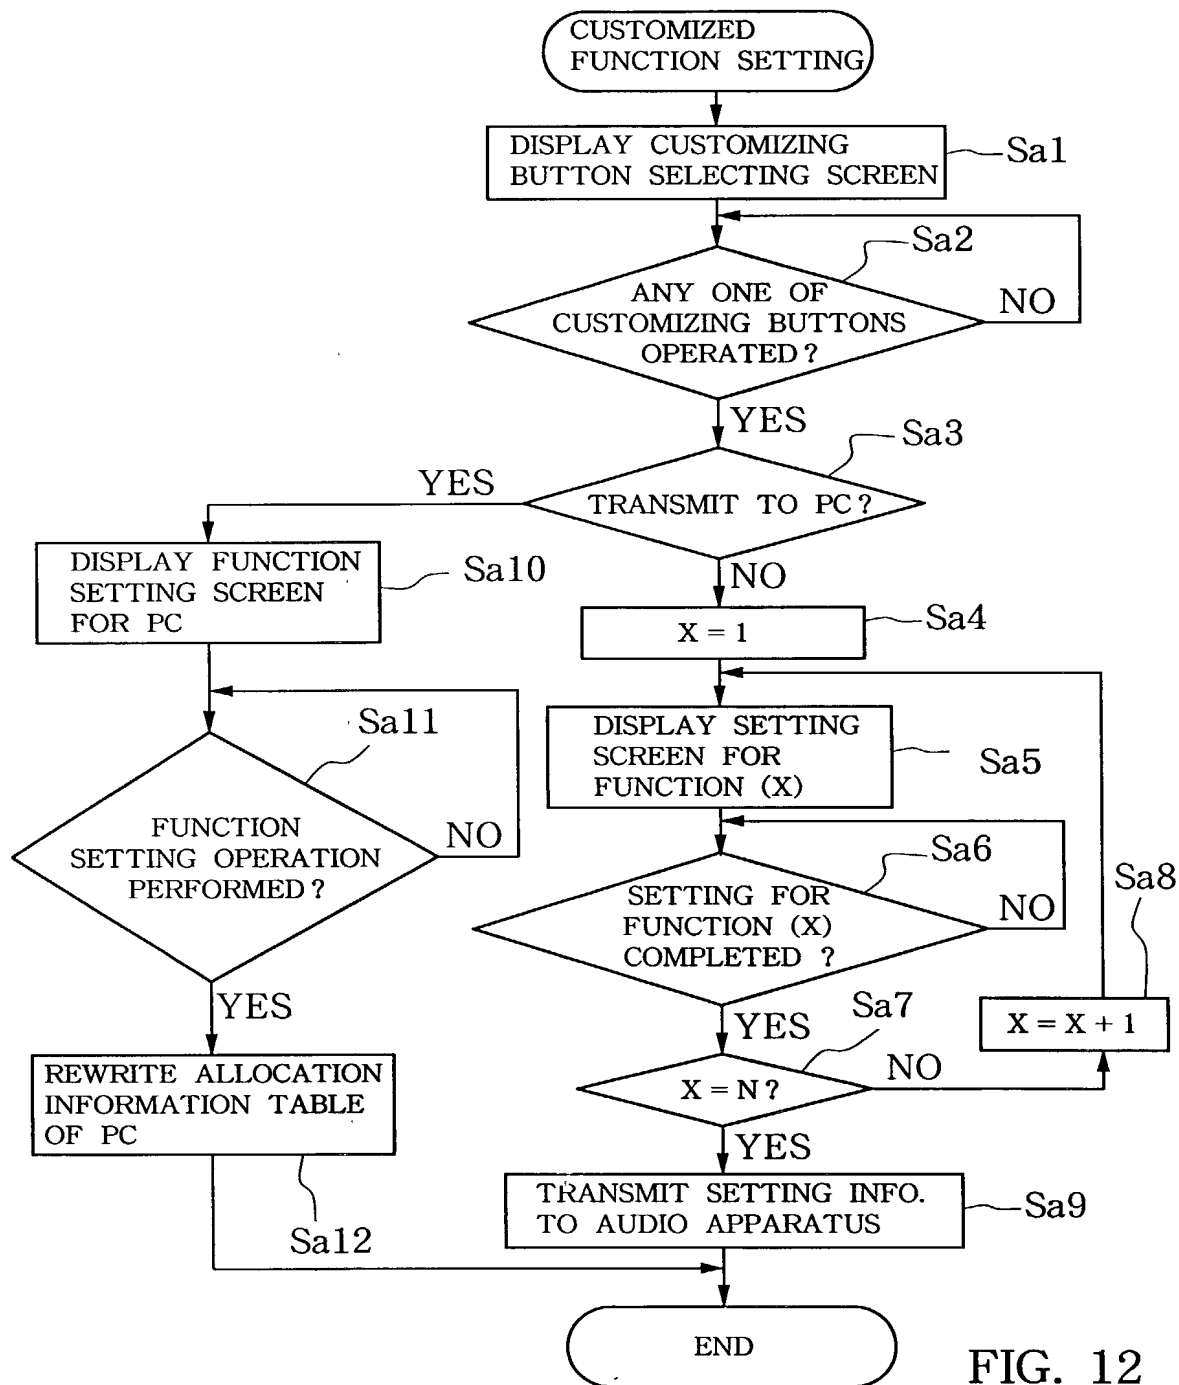 CUSTOMIZED
FUNCTION SETTING
DISPLAY CUSTOMIZING
BUTTON SELECTING SCREEN
Sa1
Sa2
ANY ONE OF
CUSTOMIZING BUTTONS
OPERATED?
NO
YES
Sa3
TRANSMIT TO PC?
YES
NO
DISPLAY FUNCTION
SETTING SCREEN
FOR PC
Sa10
X = 1
Sa4
Sa11
FUNCTION
SETTING OPERATION
PERFORMED?
NO
YES
DISPLAY SETTING
SCREEN FOR
FUNCTION (X)
Sa5
Sa6
SETTING FOR
FUNCTION (X)
COMPLETED ?
NO
YES
Sa8
X = X + 1
Sa7
X = N?
NO
YES
REWRITE ALLOCATION
INFORMATION TABLE
OF PC
Sa12
TRANSMIT SETTING INFO.
TO AUDIO APPARATUS
Sa9
END
FIG. 12